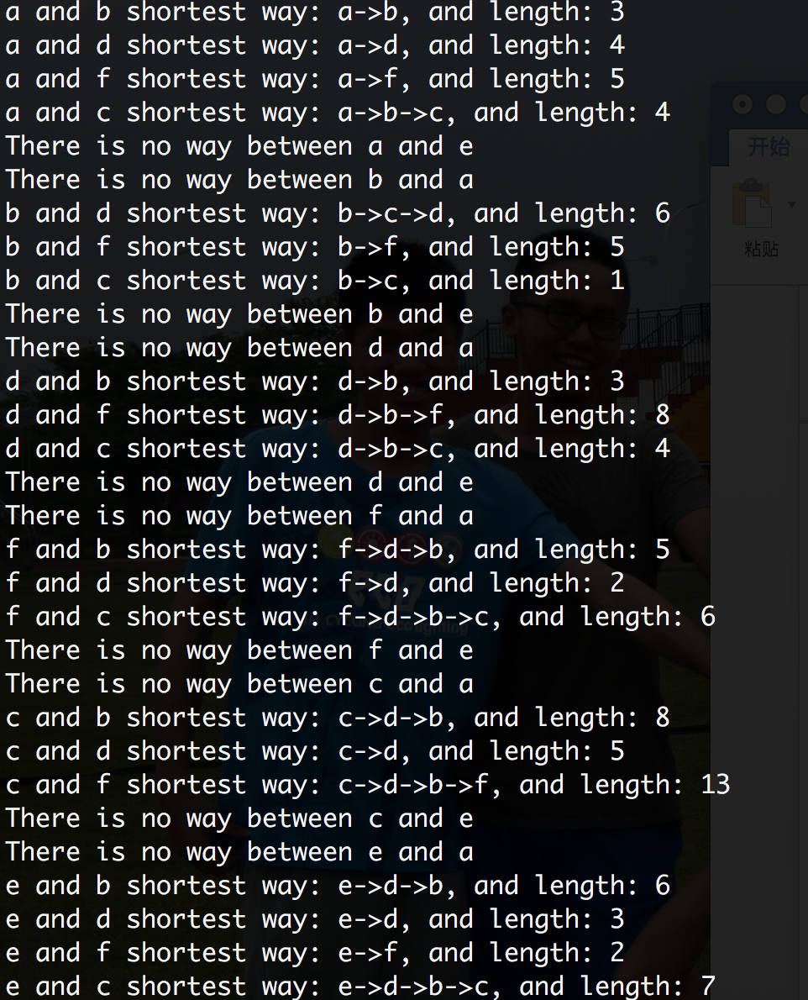 a and b shortest way: a->b, and length: 3
a and d shortest way: a->d, and length: 4
a and f shortest way: a->f, and length: 5
a and c shortest way: a->b->c, and length: 4
There is no way between a and e
There is no way between b and a
b and d shortest way: b->c->d, and length: 6
b and f shortest way: b->f, and length: 5
b and c shortest way: b->c, and length: 1
There is no way between b and e
There is no way between d and a
d and b shortest way: d->b, and length: 3
d and f shortest way: d->b->f, and length: 8
d and c shortest way: d->b->c, and length: 4
There is no way between d and e
There is no way between f and a
f and b shortest way: f->d->b, and length: 5
f and d shortest way: f->d, and length: 2
f and c shortest way: f->d->b->c, and length: 6
There is no way between f and e
There is no way between c and a
c and b shortest way: c->d->b, and length: 8
c and d shortest way: c->d, and length: 5
c and f shortest way: c->d->b->f, and length: 13
There is no way between c and e
There is no way between e and a
e and b shortest way: e->d->b, and length: 6
e and d shortest way: e->d, and length: 3
e and f shortest way: e->f, and length: 2
e and c shortest way: e->d->b->c, and length: 7
开始
粘贴